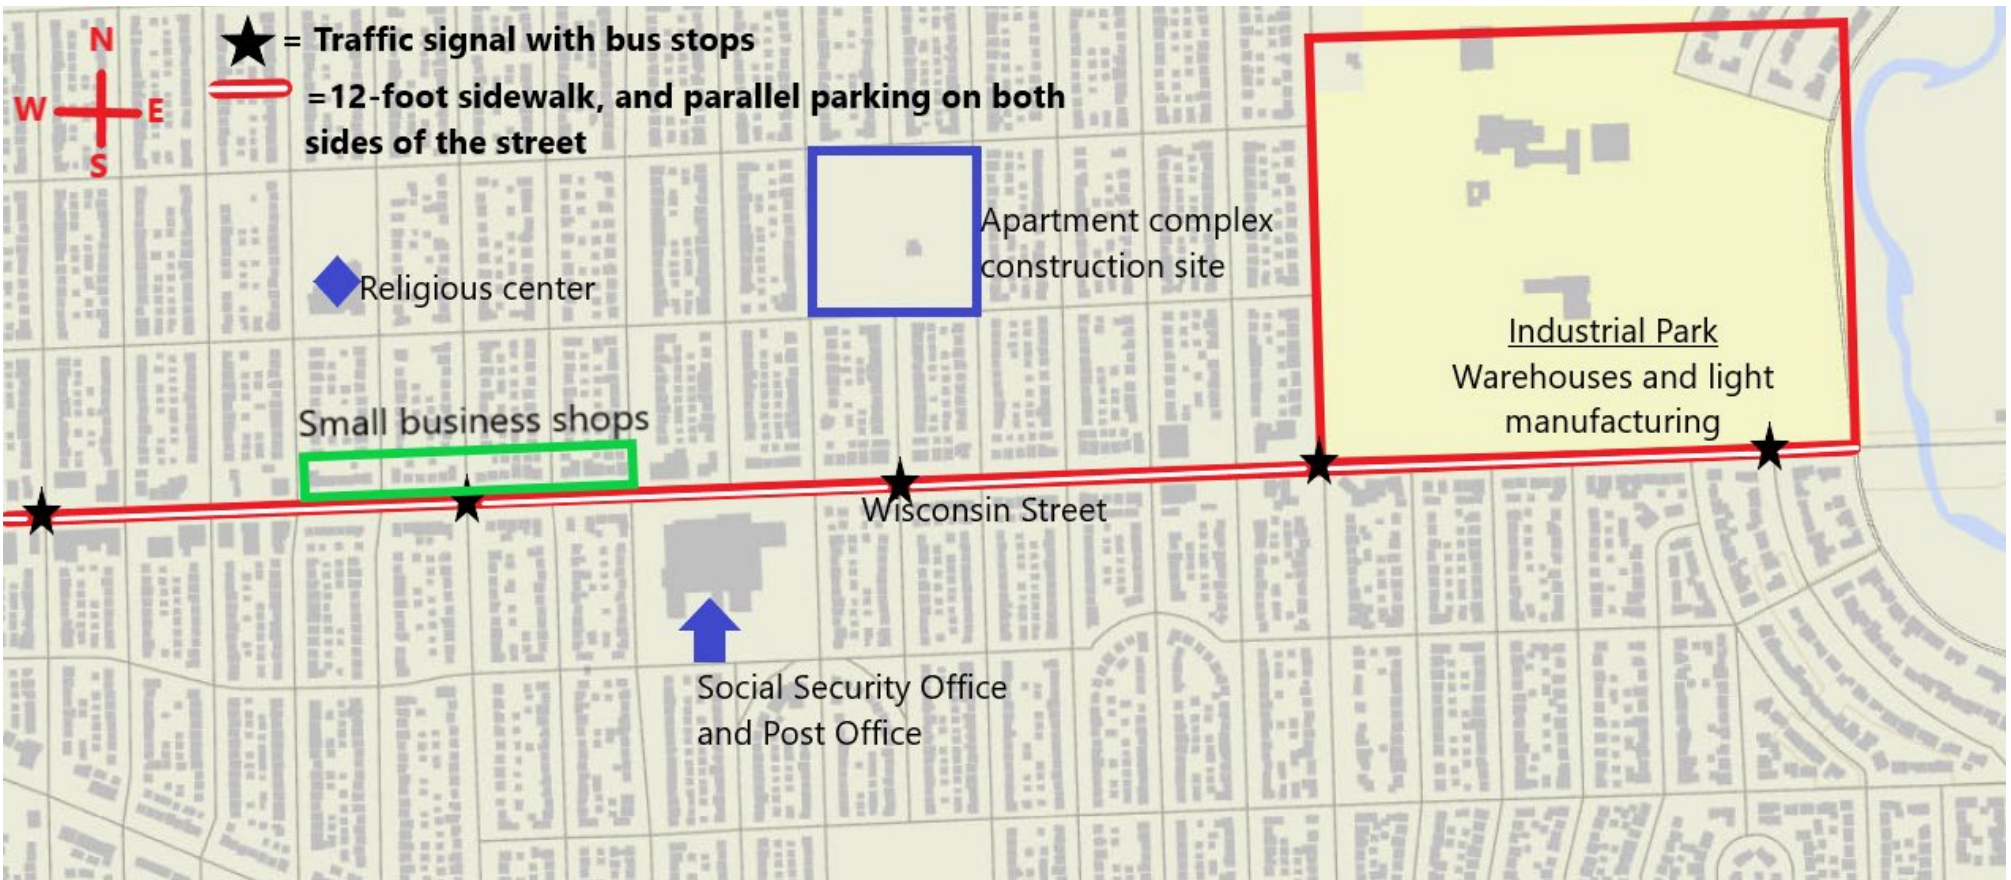 N
W
E
S
= Traffic signal with bus stops
=12-foot sidewalk, and parallel parking on both
sides of the street
Apartment complex
construction site
Religious center
Industrial Park
Warehouses and light
manufacturing
Small business shops
Wisconsin Street
Social Security Office
and Post Office